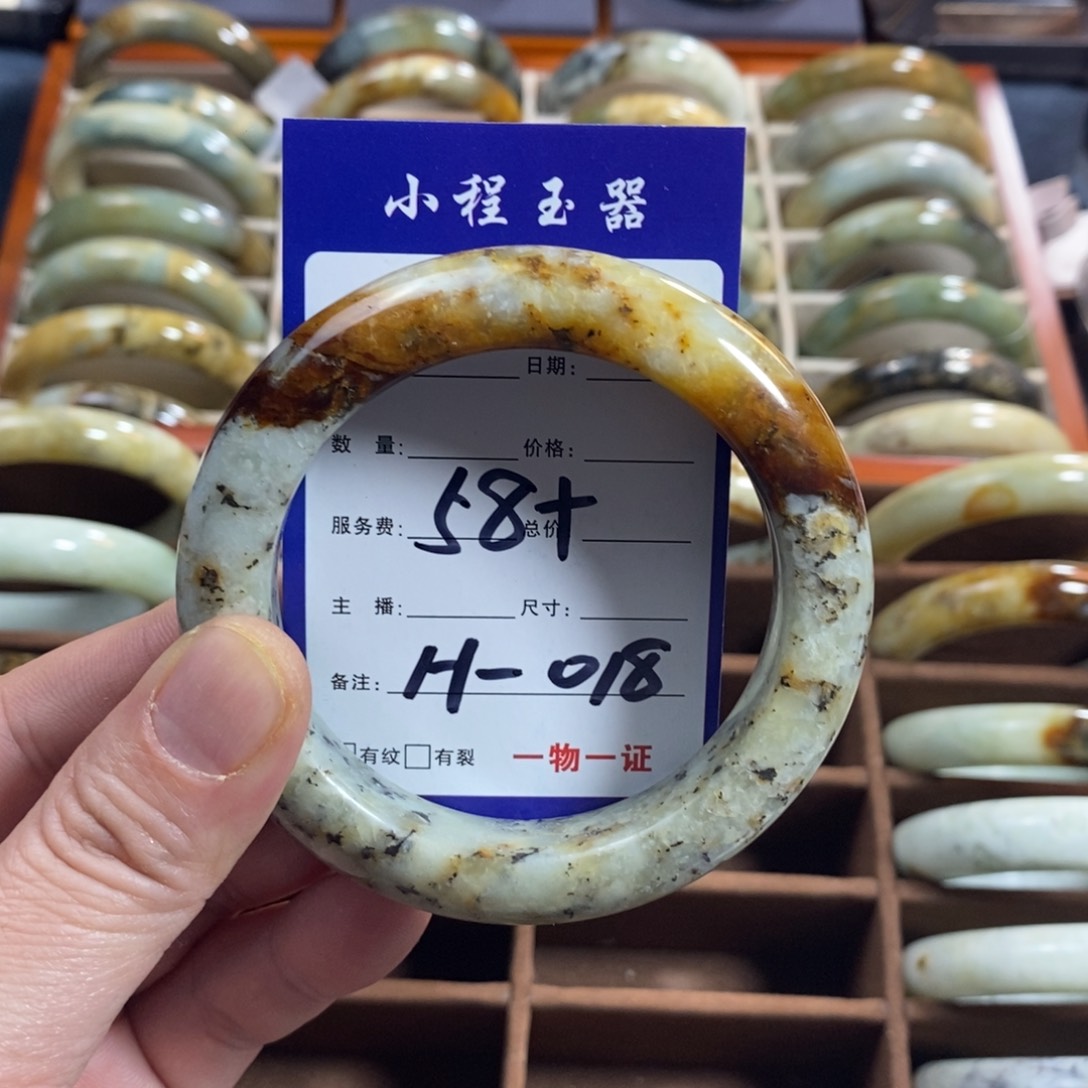 小程玉器
日期:
数 量: 价格:
58+
服务费: 总价
主 播: 尺寸:
备注: H-018
□有纹□有裂 一物一证